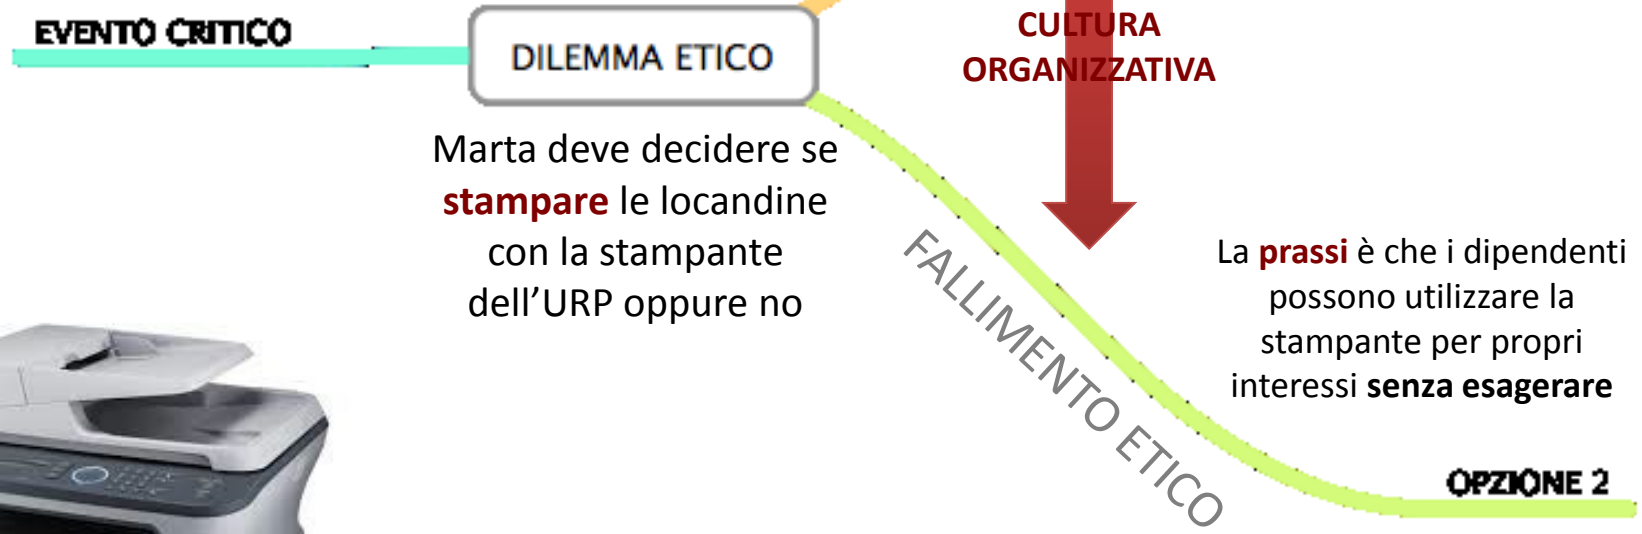 EVENTO CRITICO
DILEMMA ETICO
CULTURA
ORGANIZZATIVA
Marta deve decidere se
stampare le locandine
con la stampante
dell’URP oppure no
FALLIMENTO ETICO
La prassi è che i dipendenti
possono utilizzare la
stampante per propri
interessi senza esagerare
OPZIONE 2